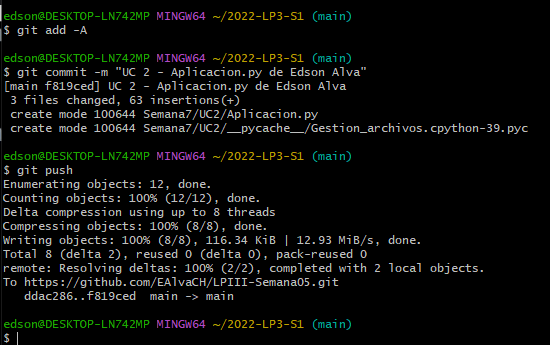 edson@DESKTOP-LN742MP MINGW64 ~/2022-LP3-S1 (main)
$ git add -A
edson@DESKTOP-LN742MP MINGW64 ~/2022-LP3-S1 (main)
$ git commit -m "UC 2 - Aplicacion.py de Edson Alva"
[main f819ced] UC 2 - Aplicacion.py de Edson Alva
 3 files changed, 63 insertions(+)
 create mode 100644 Semana7/UC2/Aplicacion.py
 create mode 100644 Semana7/UC2/__pycache__/Gestion_archivos.cpython-39.pyc
edson@DESKTOP-LN742MP MINGW64 ~/2022-LP3-S1 (main)
$ git push
Enumerating objects: 12, done.
Counting objects: 100% (12/12), done.
Delta compression using up to 8 threads
Compressing objects: 100% (8/8), done.
Writing objects: 100% (8/8), 116.34 KiB | 12.93 MiB/s, done.
Total 8 (delta 2), reused 0 (delta 0), pack-reused 0
remote: Resolving deltas: 100% (2/2), completed with 2 local objects.
To https://github.com/EAlvaCH/LPIII-Semana05.git
   ddac286..f819ced  main -> main
edson@DESKTOP-LN742MP MINGW64 ~/2022-LP3-S1 (main)
$